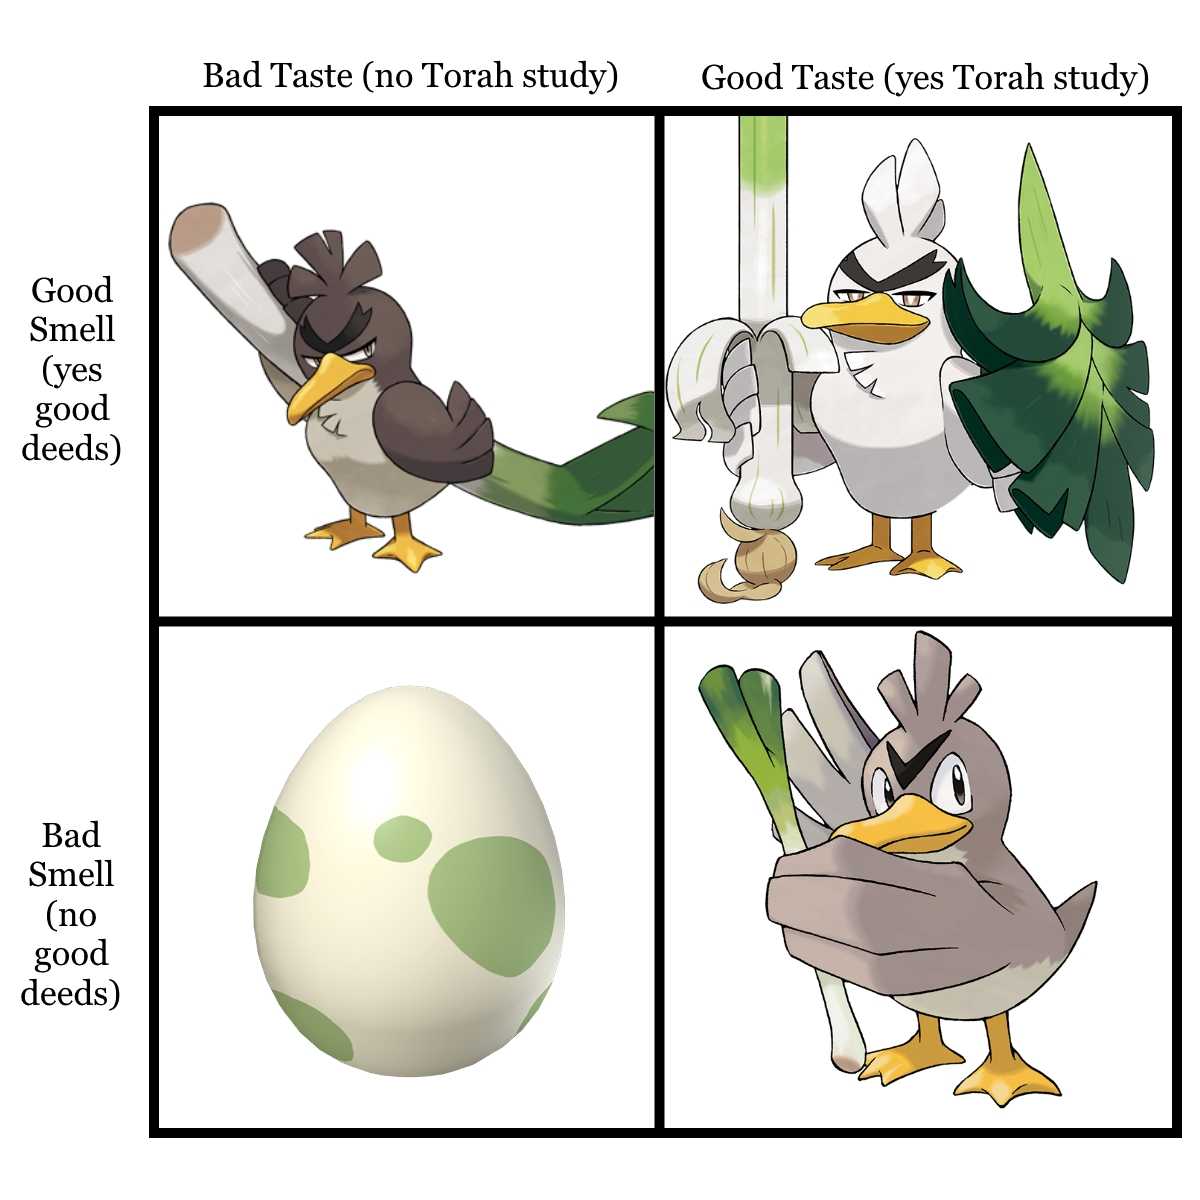 Bad Taste (no Torah study)
Good Taste (yes Torah study)
Good
Smell
(yes
good
deeds)
Bad
Smell
(no
good
deeds)